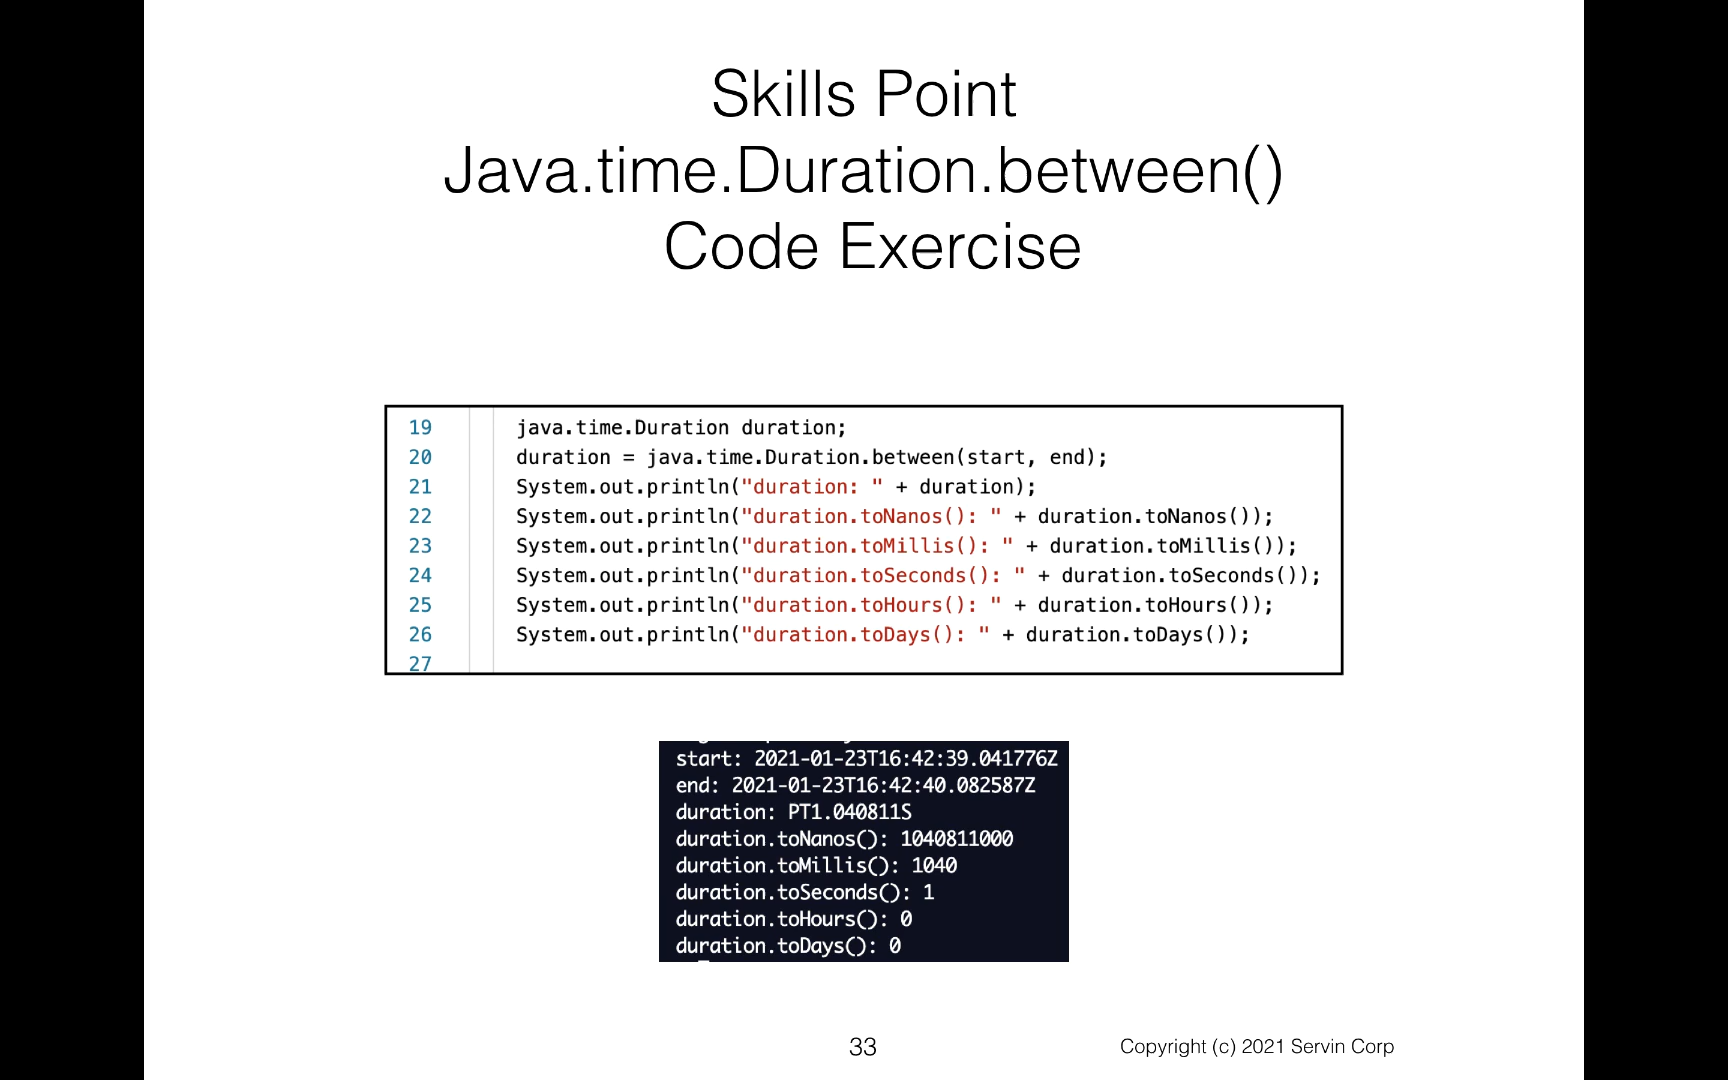 Skills Point
Java.time.Duration.between()
Code Exercise
19 java.time.Duration duration;
20 duration = java.time.Duration.between(start, end);
21 System.out.println("duration: " + duration);
22 System.out.println("duration.toNanos(): " + duration.toNanos());
23 System.out.println("duration.toMillis(): " + duration.toMillis());
24 System.out.println("duration.toSeconds(): " + duration.toSeconds());
25 System.out.println("duration.toHours(): " + duration.toHours());
26 System.out.println("duration.toDays(): " + duration.toDays());
27
start: 2021-01-23T16:42:39.041776Z
end: 2021-01-23T16:42:40.082587Z
duration: PT1.040811S
duration.toNanos(): 1040811000
duration.toMillis(): 1040
duration.toSeconds(): 1
duration.toHours(): 0
duration.toDays(): 0
33
Copyright (c) 2021 Servin Corp